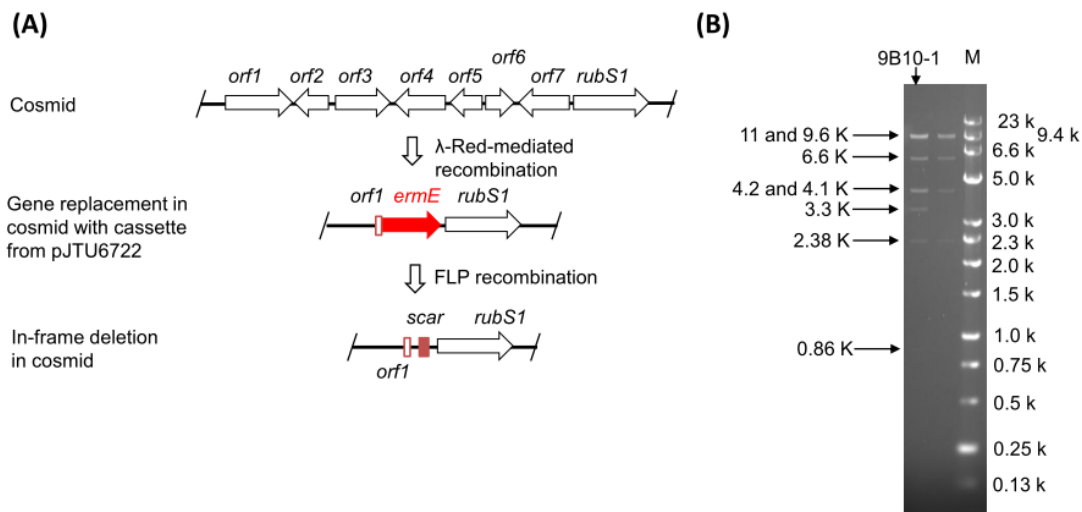 (A)
orf1 orf2 orf3 orf4 orf5 orf6 orf7 rubS1
Cosmid
λ-Red-mediated
recombination
orf1 ermE rubS1
Gene replacement in
cosmid with cassette
from pJTU6722
FLP recombination
scar rubS1
In-frame deletion
in cosmid
orf1
(B)
9B10-1 M
11 and 9.6 K
6.6 K
4.2 and 4.1 K
3.3 K
2.38 K
0.86 K
23 k
9.4 k
6.6 k
5.0 k
3.0 k
2.3 k
2.0 k
1.5 k
1.0 k
0.75 k
0.5 k
0.25 k
0.13 k